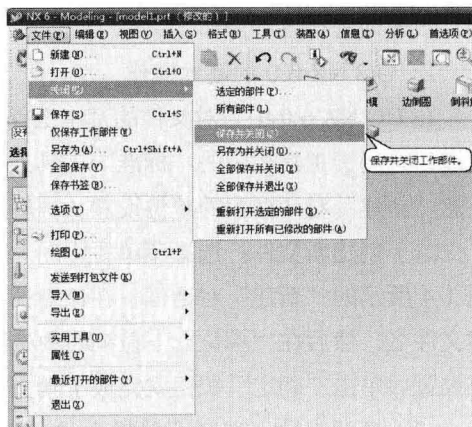 NX 6 - Modeling - [model1.prt （修改的）]
文件(F) 编辑(E) 视图(V) 插入(S) 格式(R) 工具(T) 装配(A) 信息(I) 分析(L) 首选项(P)
新建(N)... Ctrl+N
打开(O)... Ctrl+O
关闭(C)
保存(S) Ctrl+S
仅保存工作部件(W)
另存为(A)... Ctrl+Shift+A
全部保存(V)
保存书签(B)...
选项(T)
打印(P)...
绘图(L)... Ctrl+P
发送到打包文件(K)
导入(M)
导出(E)
实用工具(U)
属性(I)
最近打开的部件(Y)
退出(X)
选定的部件(P)...
所有部件(L)
保存并关闭(S)
另存为并关闭(O)...
全部保存并关闭(E)
全部保存并退出(X)
重新打开选定的部件(R)...
重新打开所有已修改的部件(A)
保存并关闭工作部件。
边倒圆